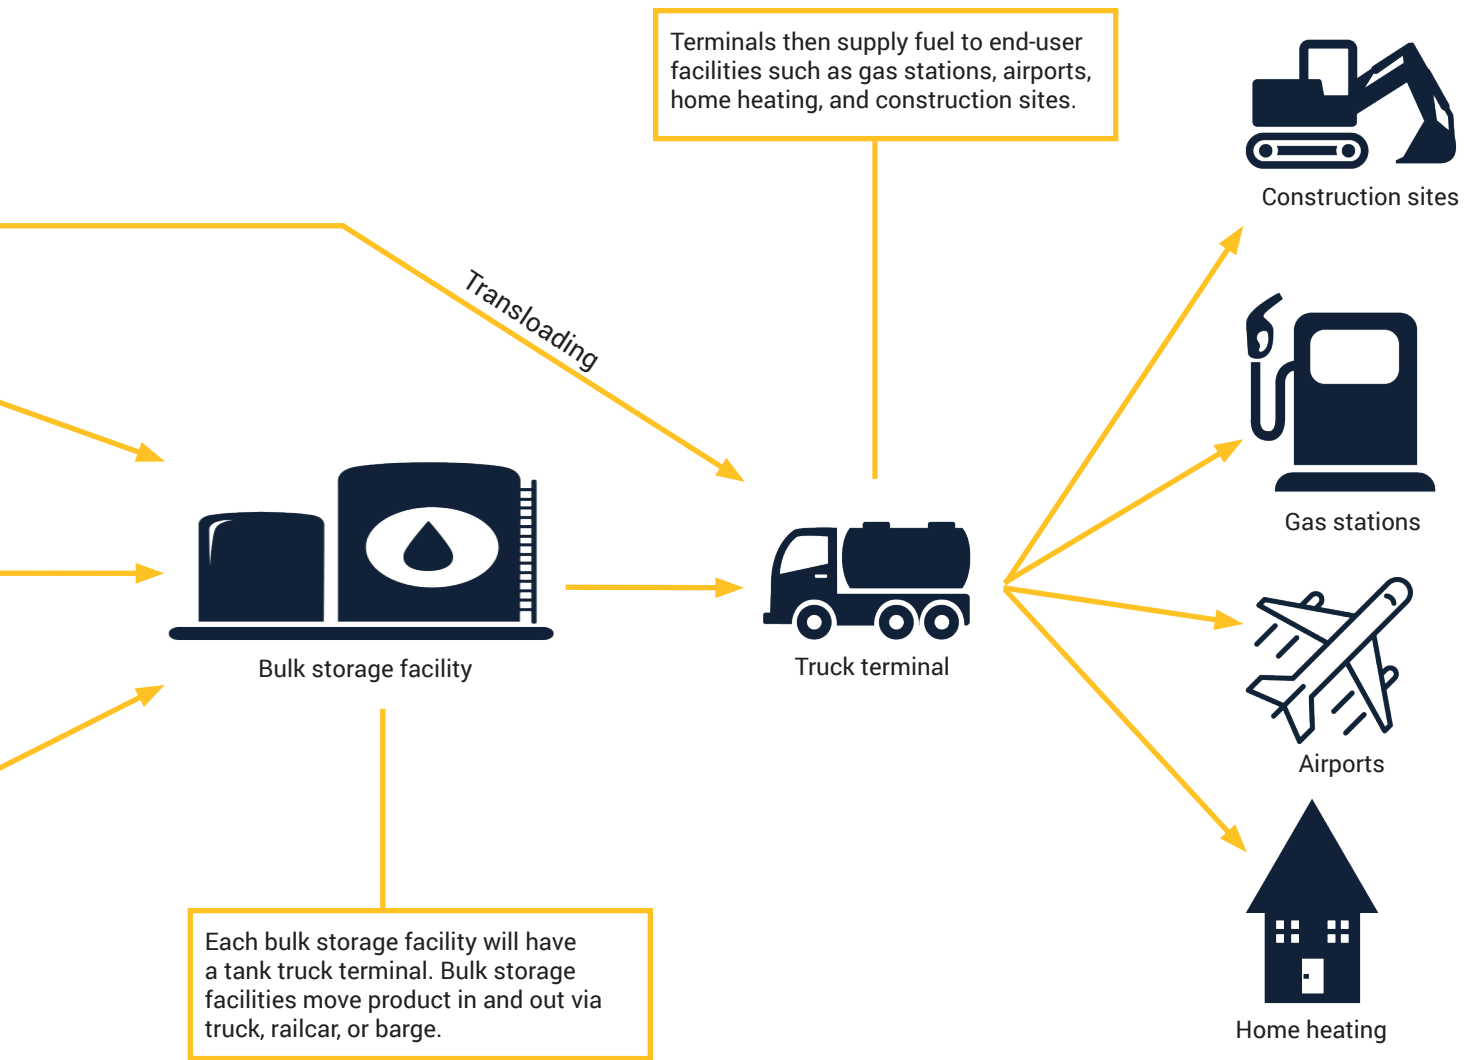 Terminals then supply fuel to end-user
facilities such as gas stations, airports,
home heating, and construction sites.
Construction sites
Transloading
Gas stations
Bulk storage facility
Truck terminal
Airports
Each bulk storage facility will have
a tank truck terminal. Bulk storage
facilities move product in and out via
truck, railcar, or barge.
Home heating